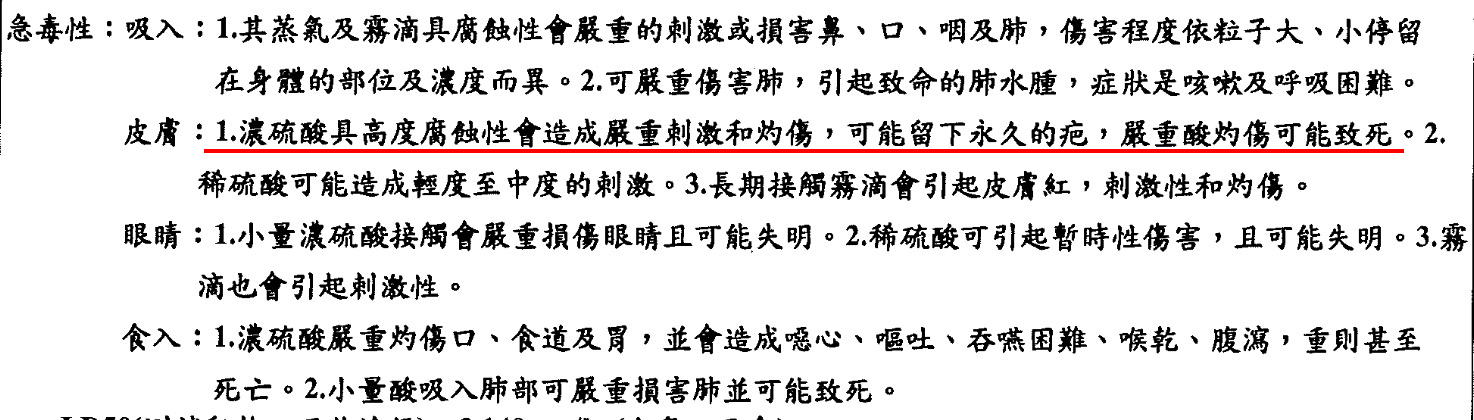 急毒性：吸入：1.其蒸氣及霧滴具腐蝕性會嚴重的刺激或損害鼻、口、咽及肺，傷害程度依粒子大、小停留
在身體的部位及濃度而異。2.可嚴重傷害肺，引起致命的肺水腫，症狀是咳嗽及呼吸困難。
皮膚：1.濃硫酸具高度腐蝕性會造成嚴重刺激和灼傷，可能留下永久的疤，嚴重酸灼傷可能致死。2.
稀硫酸可能造成輕度至中度的刺激。3.長期接觸霧滴會引起皮膚紅，刺激性和灼傷。
眼睛：1.小量濃硫酸接觸會嚴重損傷眼睛且可能失明。2.稀硫酸可引起暫時性傷害，且可能失明。3.霧
滴也會引起刺激性。
食入：1.濃硫酸嚴重灼傷口、食道及胃，並會造成噁心、嘔吐、吞嚥困難、喉乾、腹瀉，重則甚至
死亡。2.小量酸吸入肺部可嚴重損害肺並可能致死。